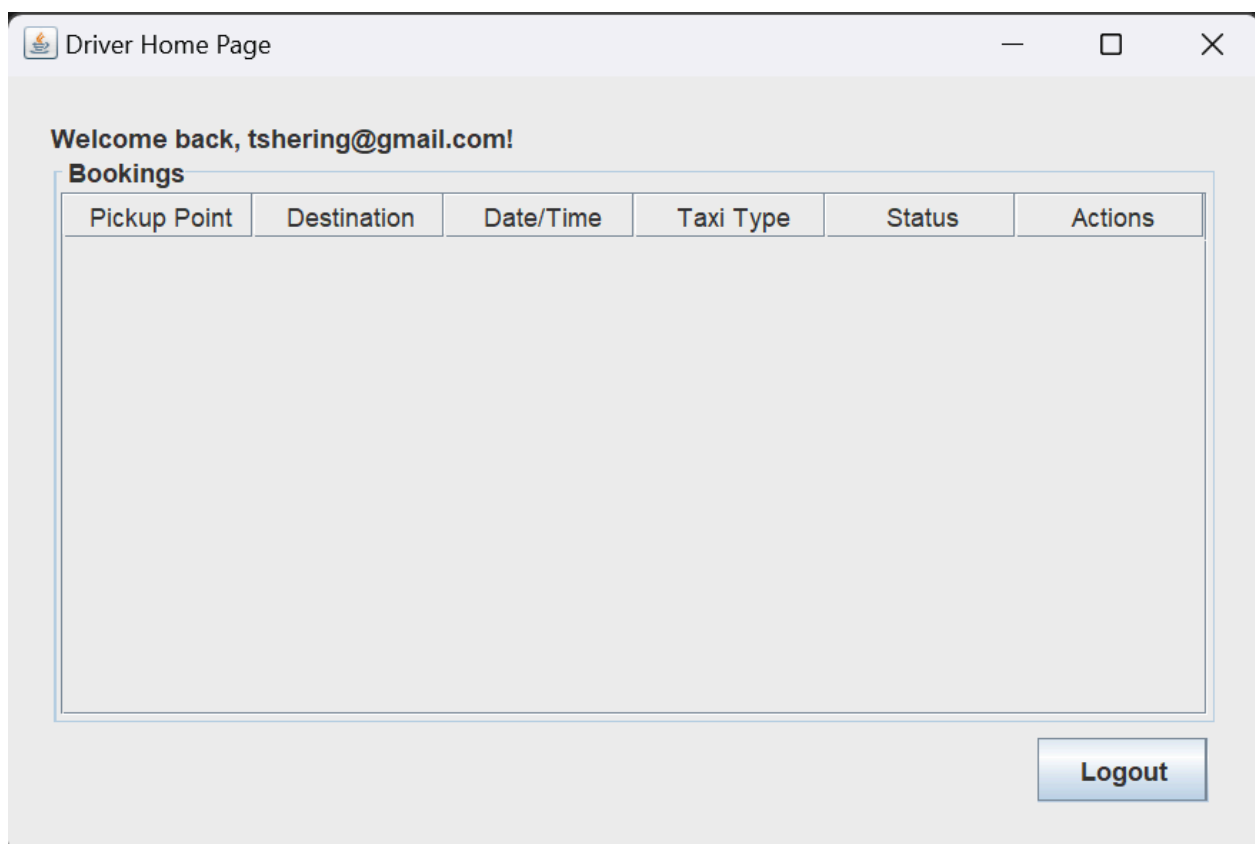 Driver Home Page
Welcome back, tshering@gmail.com!
Bookings
Pickup Point Destination Date/Time Taxi Type Status Actions
Logout